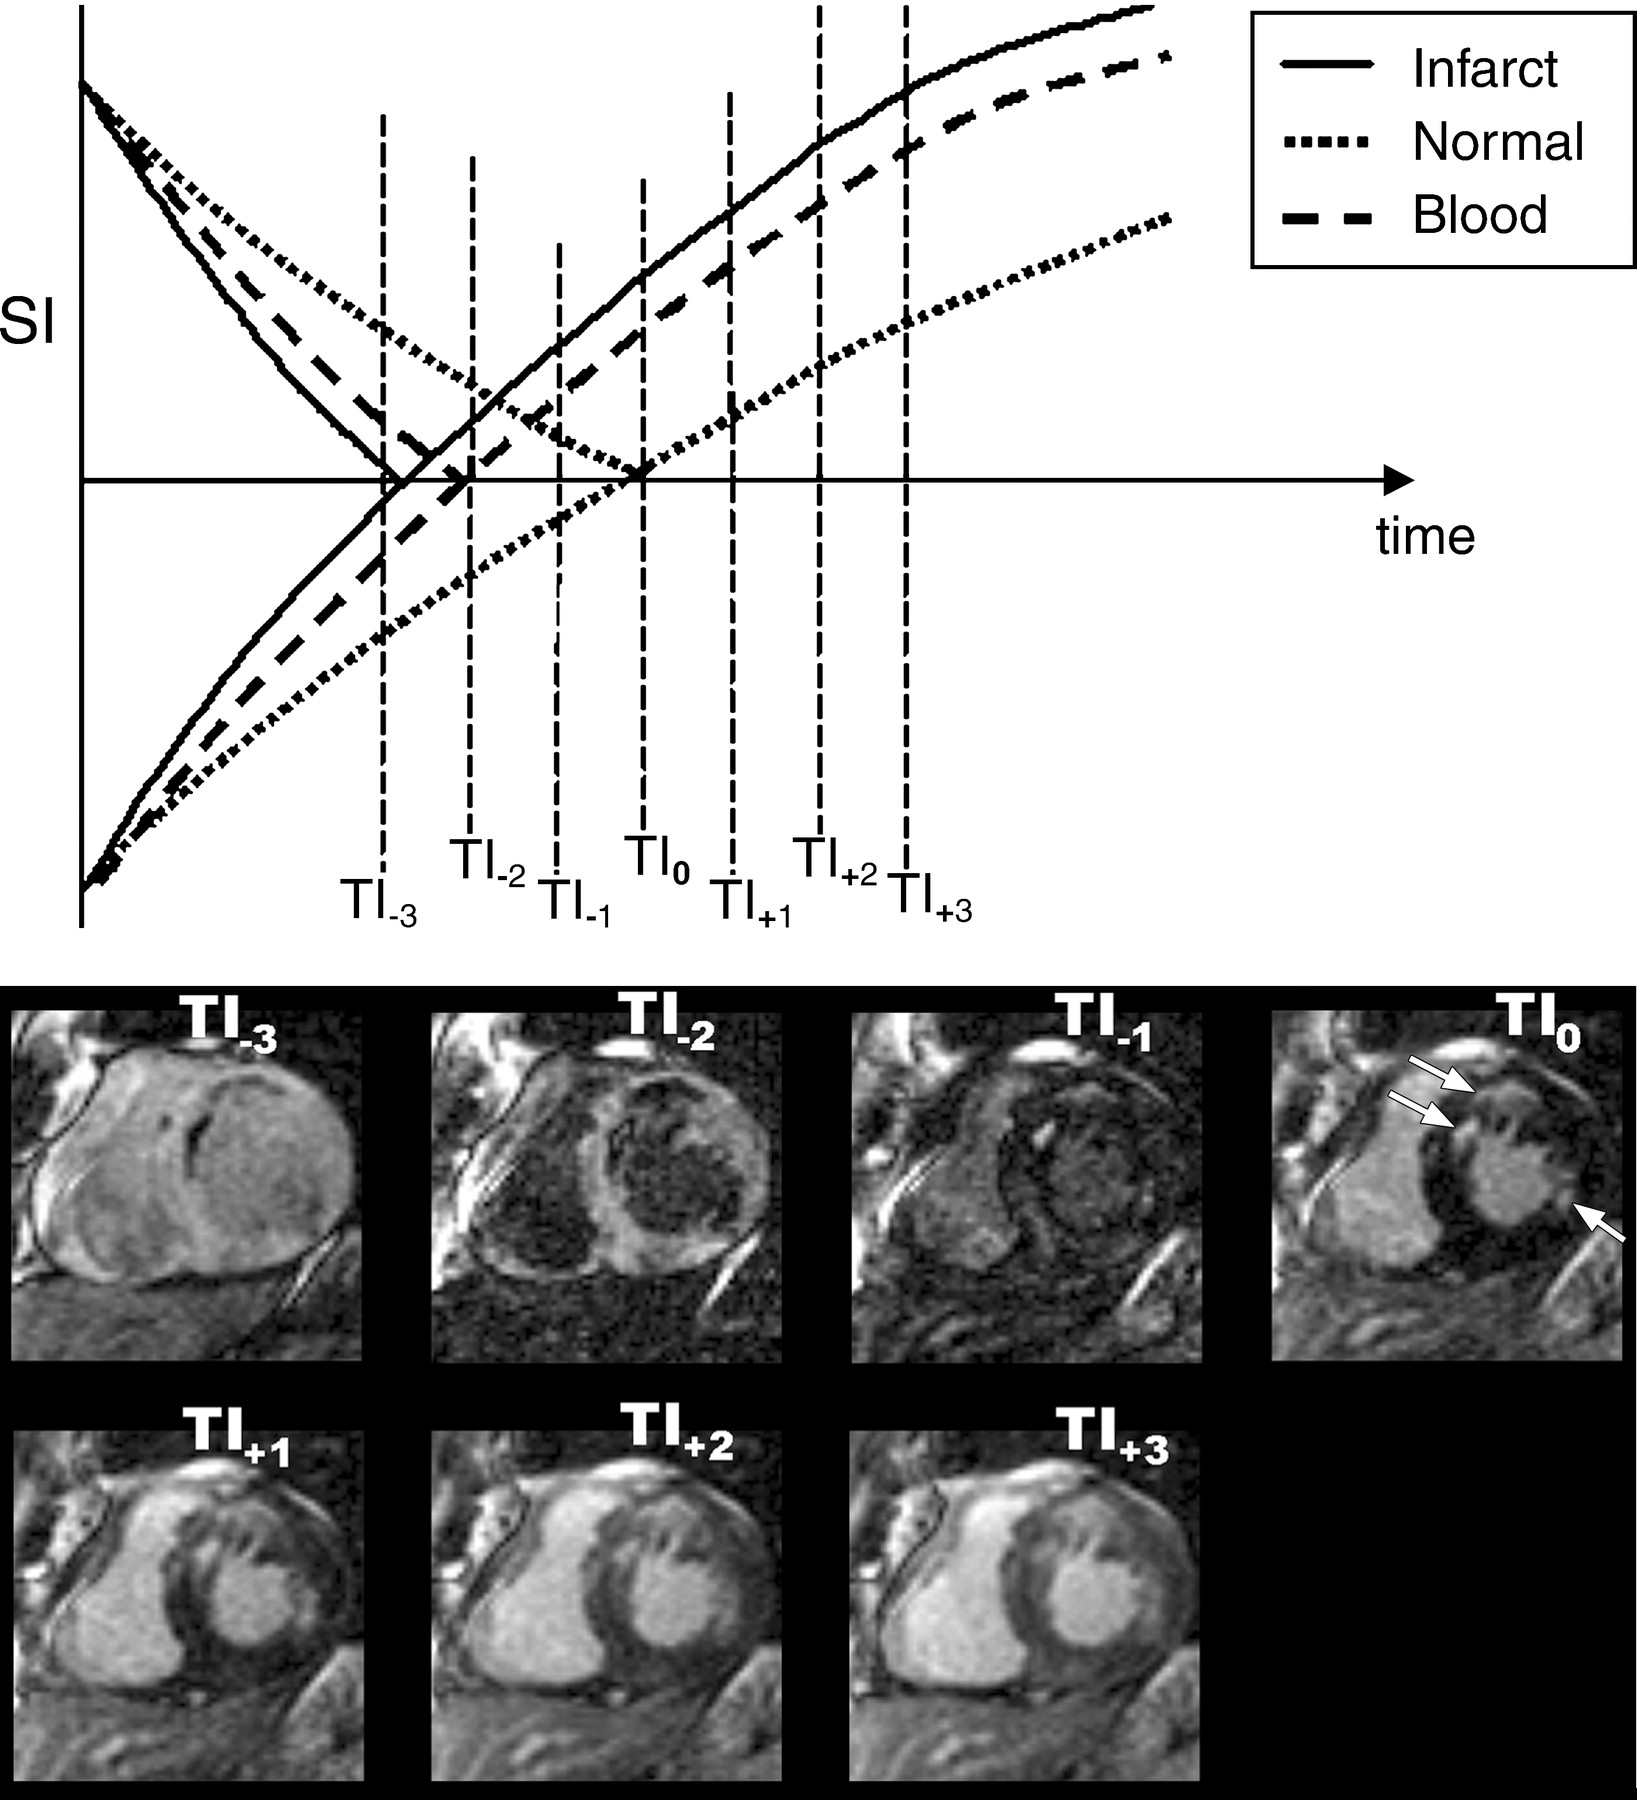 SI
Infarct
Normal
Blood
time
TI-3
TI-2
TI-1
TI0
TI+1
TI+2
TI+3
TI-3
TI-2
TI-1
TI0
TI+1
TI+2
TI+3